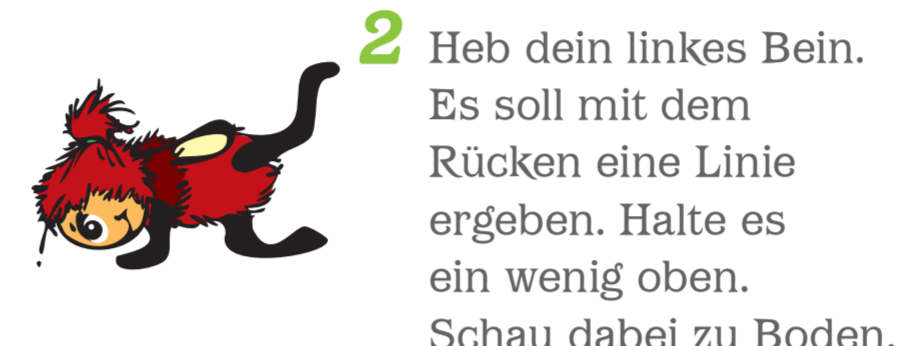 2 Heb dein linkes Bein.
Es soll mit dem
Rücken eine Linie
ergeben. Halte es
ein wenig oben.
Schau dabei zu Boden.